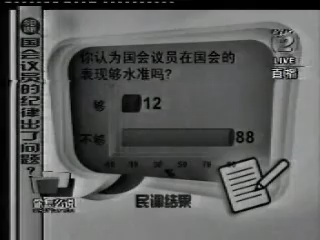 国会议员的纪律出了问题？
你认为国会议员在国会的
表现够水准吗？
够 12
不够 88
%
民调结果
2
LIVE
直播